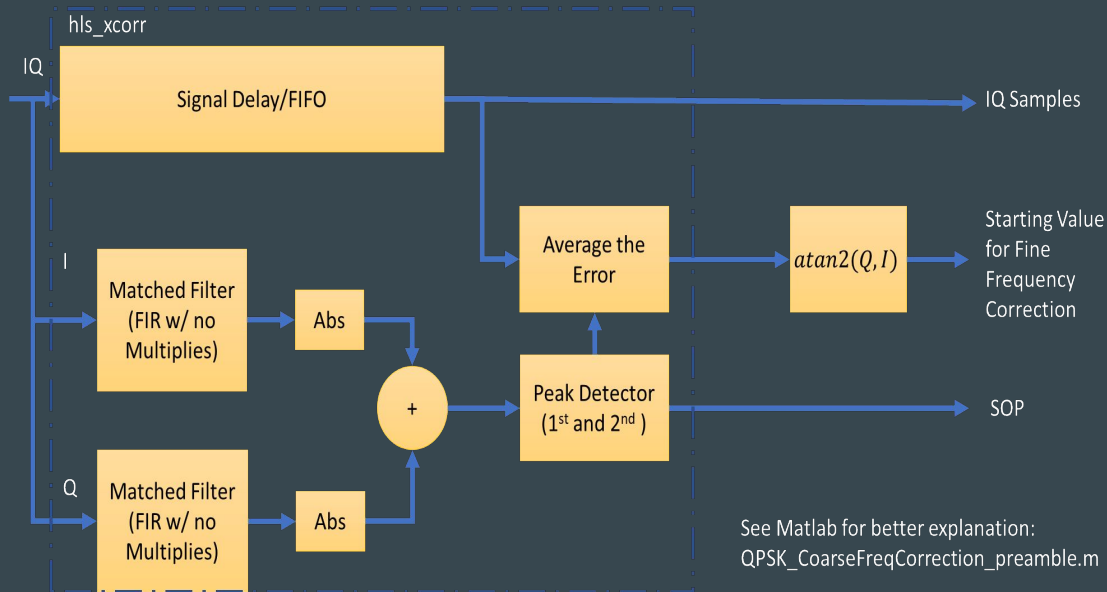 hls_xcorr
IQ
Signal Delay/FIFO
IQ Samples
I
Matched Filter
(FIR w/ no
Multiplies)
Abs
Average the
Error
atan2(Q, I)
Starting Value
for Fine
Frequency
Correction
+
Peak Detector
(1st and 2nd )
SOP
Q
Matched Filter
(FIR w/ no
Multiplies)
Abs
See Matlab for better explanation:
QPSK_CoarseFreqCorrection_preamble.m